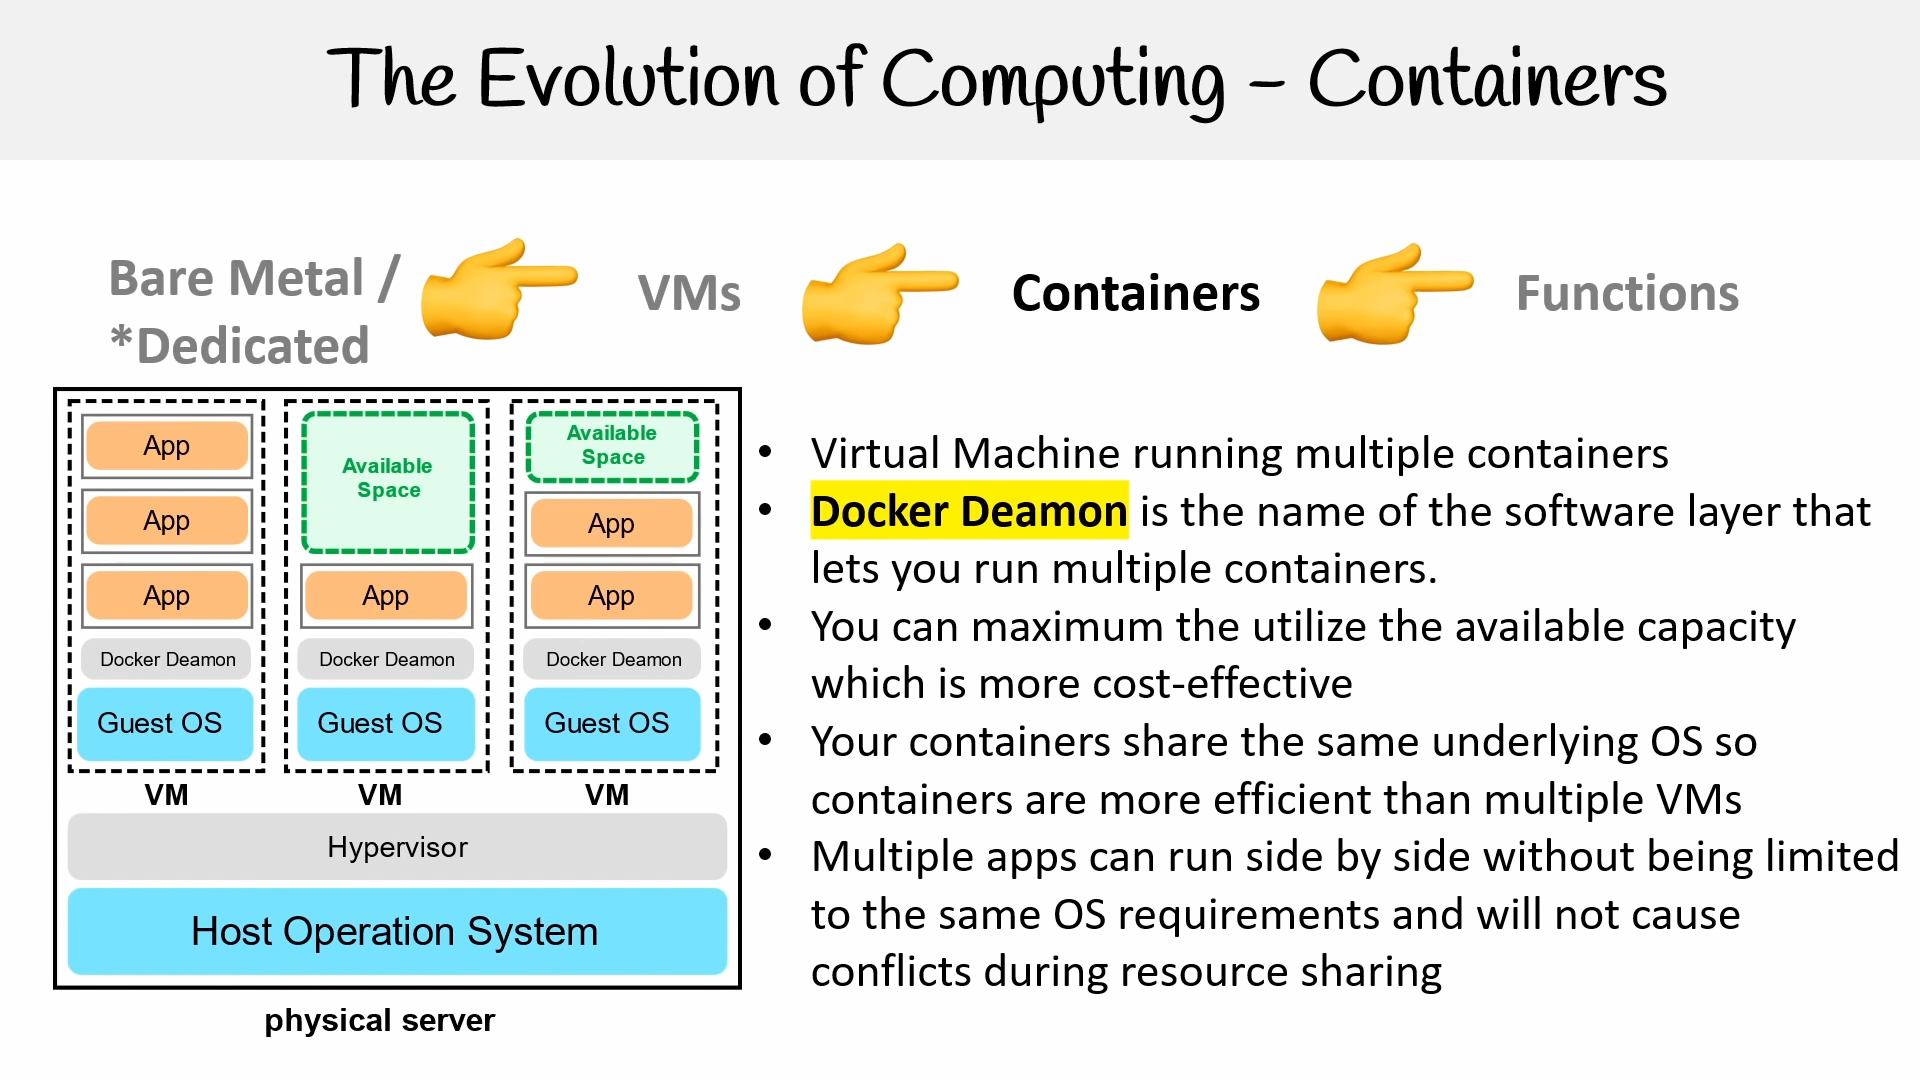 The Evolution of Computing – Containers
Bare Metal /
*Dedicated
VMs
Containers
Functions
App
App
App
Docker Deamon
Guest OS
VM
Available
Space
App
Docker Deamon
Guest OS
VM
Available
Space
App
App
Docker Deamon
Guest OS
VM
Hypervisor
Host Operation System
physical server
• Virtual Machine running multiple containers
• Docker Deamon is the name of the software layer that
lets you run multiple containers.
• You can maximum the utilize the available capacity
which is more cost-effective
• Your containers share the same underlying OS so
containers are more efficient than multiple VMs
• Multiple apps can run side by side without being limited
to the same OS requirements and will not cause
conflicts during resource sharing